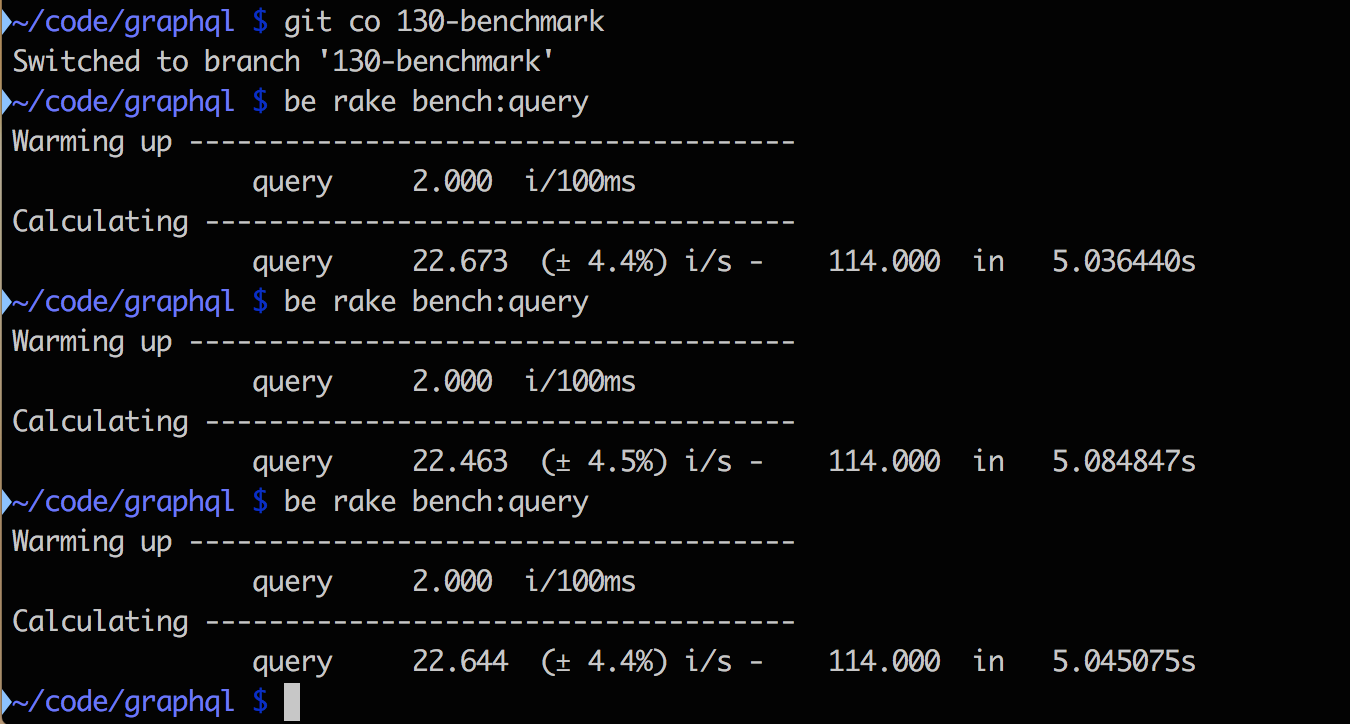 ~/code/graphql $ git co 130-benchmark
Switched to branch '130-benchmark'
~/code/graphql $ be rake bench:query
Warming up --------------------------------------
               query     2.000  i/100ms
Calculating -------------------------------------
               query     22.673  (± 4.4%) i/s -    114.000  in   5.036440s
~/code/graphql $ be rake bench:query
Warming up --------------------------------------
               query     2.000  i/100ms
Calculating -------------------------------------
               query     22.463  (± 4.5%) i/s -    114.000  in   5.084847s
~/code/graphql $ be rake bench:query
Warming up --------------------------------------
               query     2.000  i/100ms
Calculating -------------------------------------
               query     22.644  (± 4.4%) i/s -    114.000  in   5.045075s
~/code/graphql $